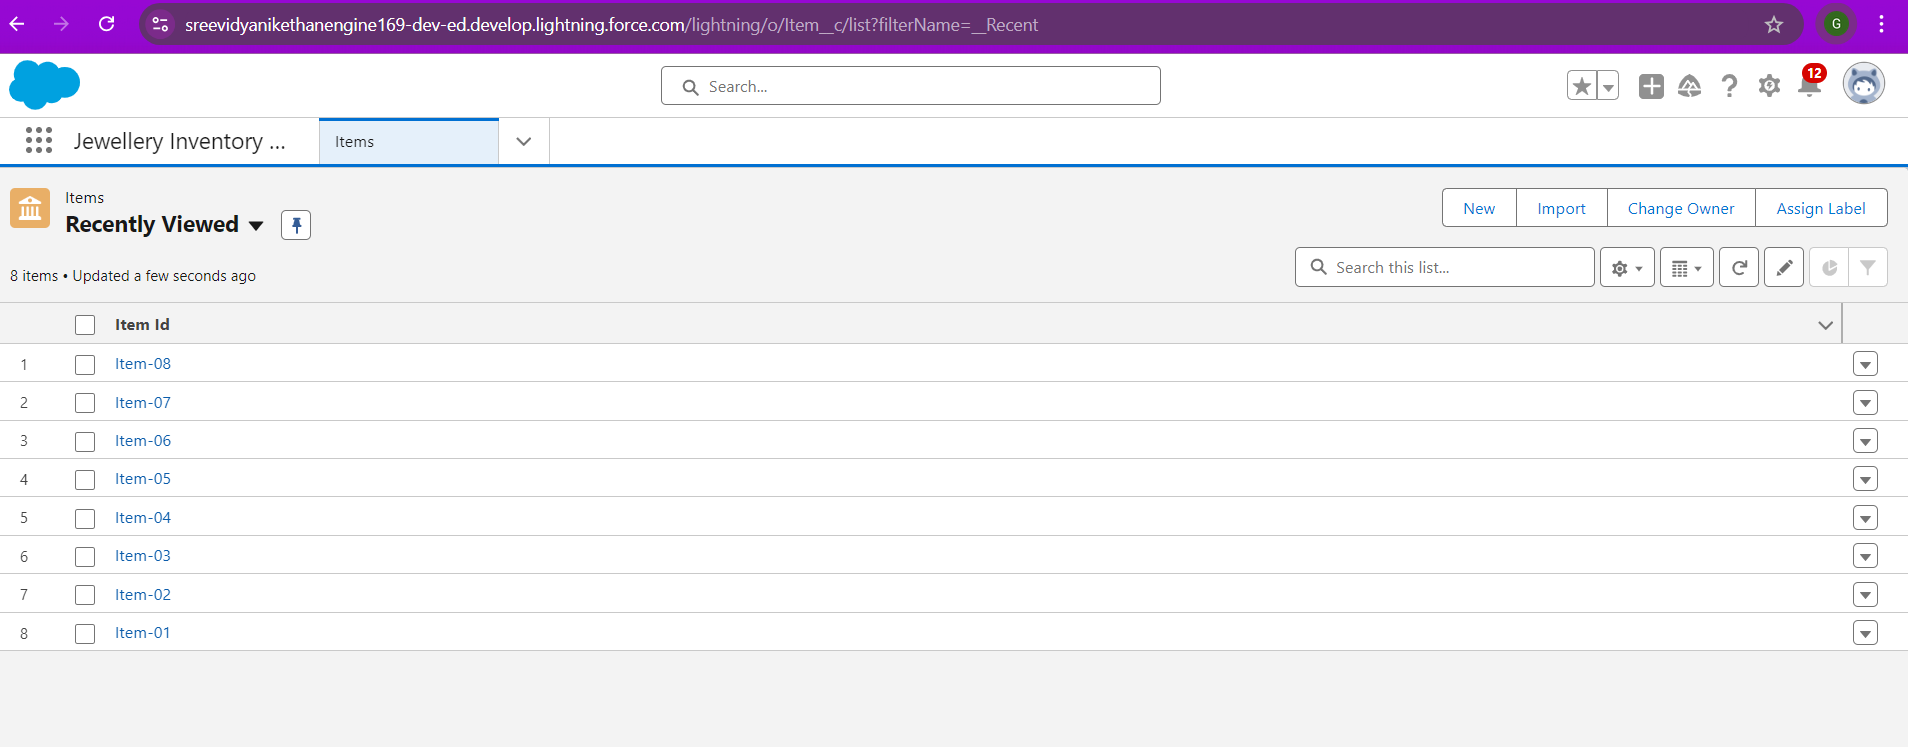 sreevidyanikethanengine169-dev-ed.develop.lightning.force.com/lightning/o/Item__c/list?filterName=__Recent
G
Search...
12
Jewellery Inventory ...
Items
Items
Recently Viewed
New
Import
Change Owner
Assign Label
8 items • Updated a few seconds ago
Search this list...
Item Id
1 Item-08
2 Item-07
3 Item-06
4 Item-05
5 Item-04
6 Item-03
7 Item-02
8 Item-01